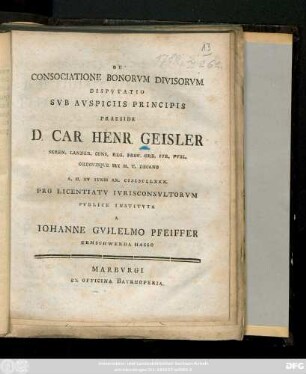 DE
CONSOCIATIONE BONORVM DIVISORVM
DISPVTATIO
SVB AVSPICIIS PRINCIPIS
PRAESIDE
D. CAR HENR GEISLER
PRO LICENTIATV IVRISCONSVLTORVM
PVBLICE INSTITVTA
A
IOHANNE GVILELMO PFEIFFER
MARBVRGI
EX OFFICINA BAYRHOFFERIA.